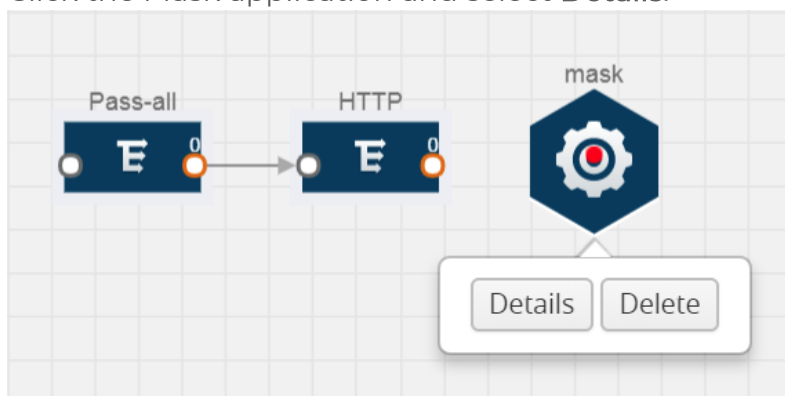 Click the Mask application and select Details.
mask
Pass-all
HTTP
0
0
Details
Delete